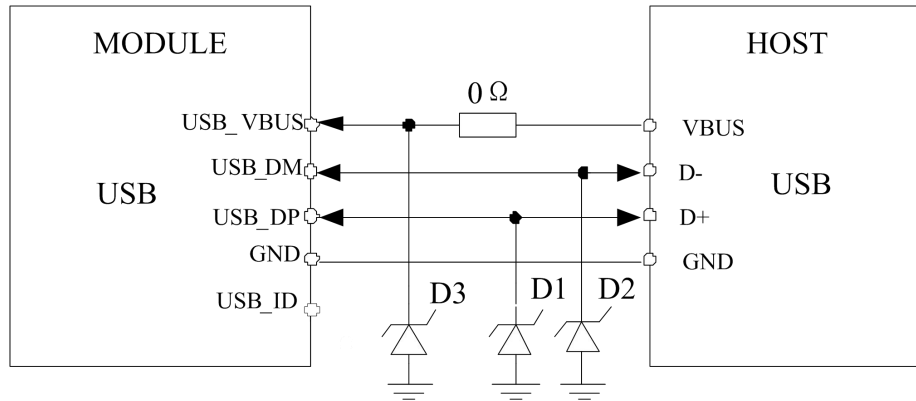 MODULE
HOST
0 Ω
USB_VBUS
VBUS
USB_DM
D-
USB
USB
USB_DP
D+
GND
GND
USB_ID
D3
D1
D2